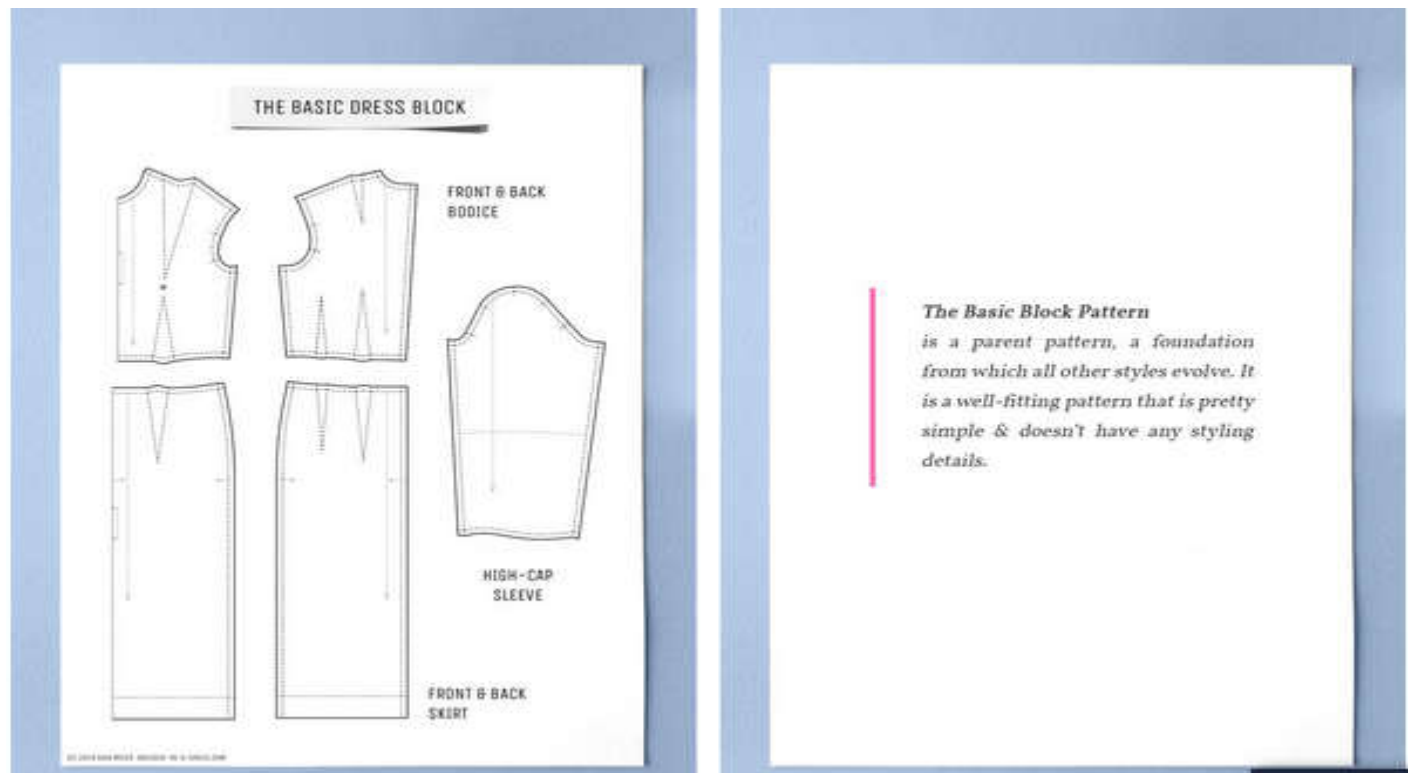 THE BASIC DRESS BLOCK
FRONT & BACK
BODICE
HIGH-CAP
SLEEVE
FRONT & BACK
SKIRT
The Basic Block Pattern
is a parent pattern, a foundation
from which all other styles evolve. It
is a well-fitting pattern that is pretty
simple & doesn't have any styling
details.